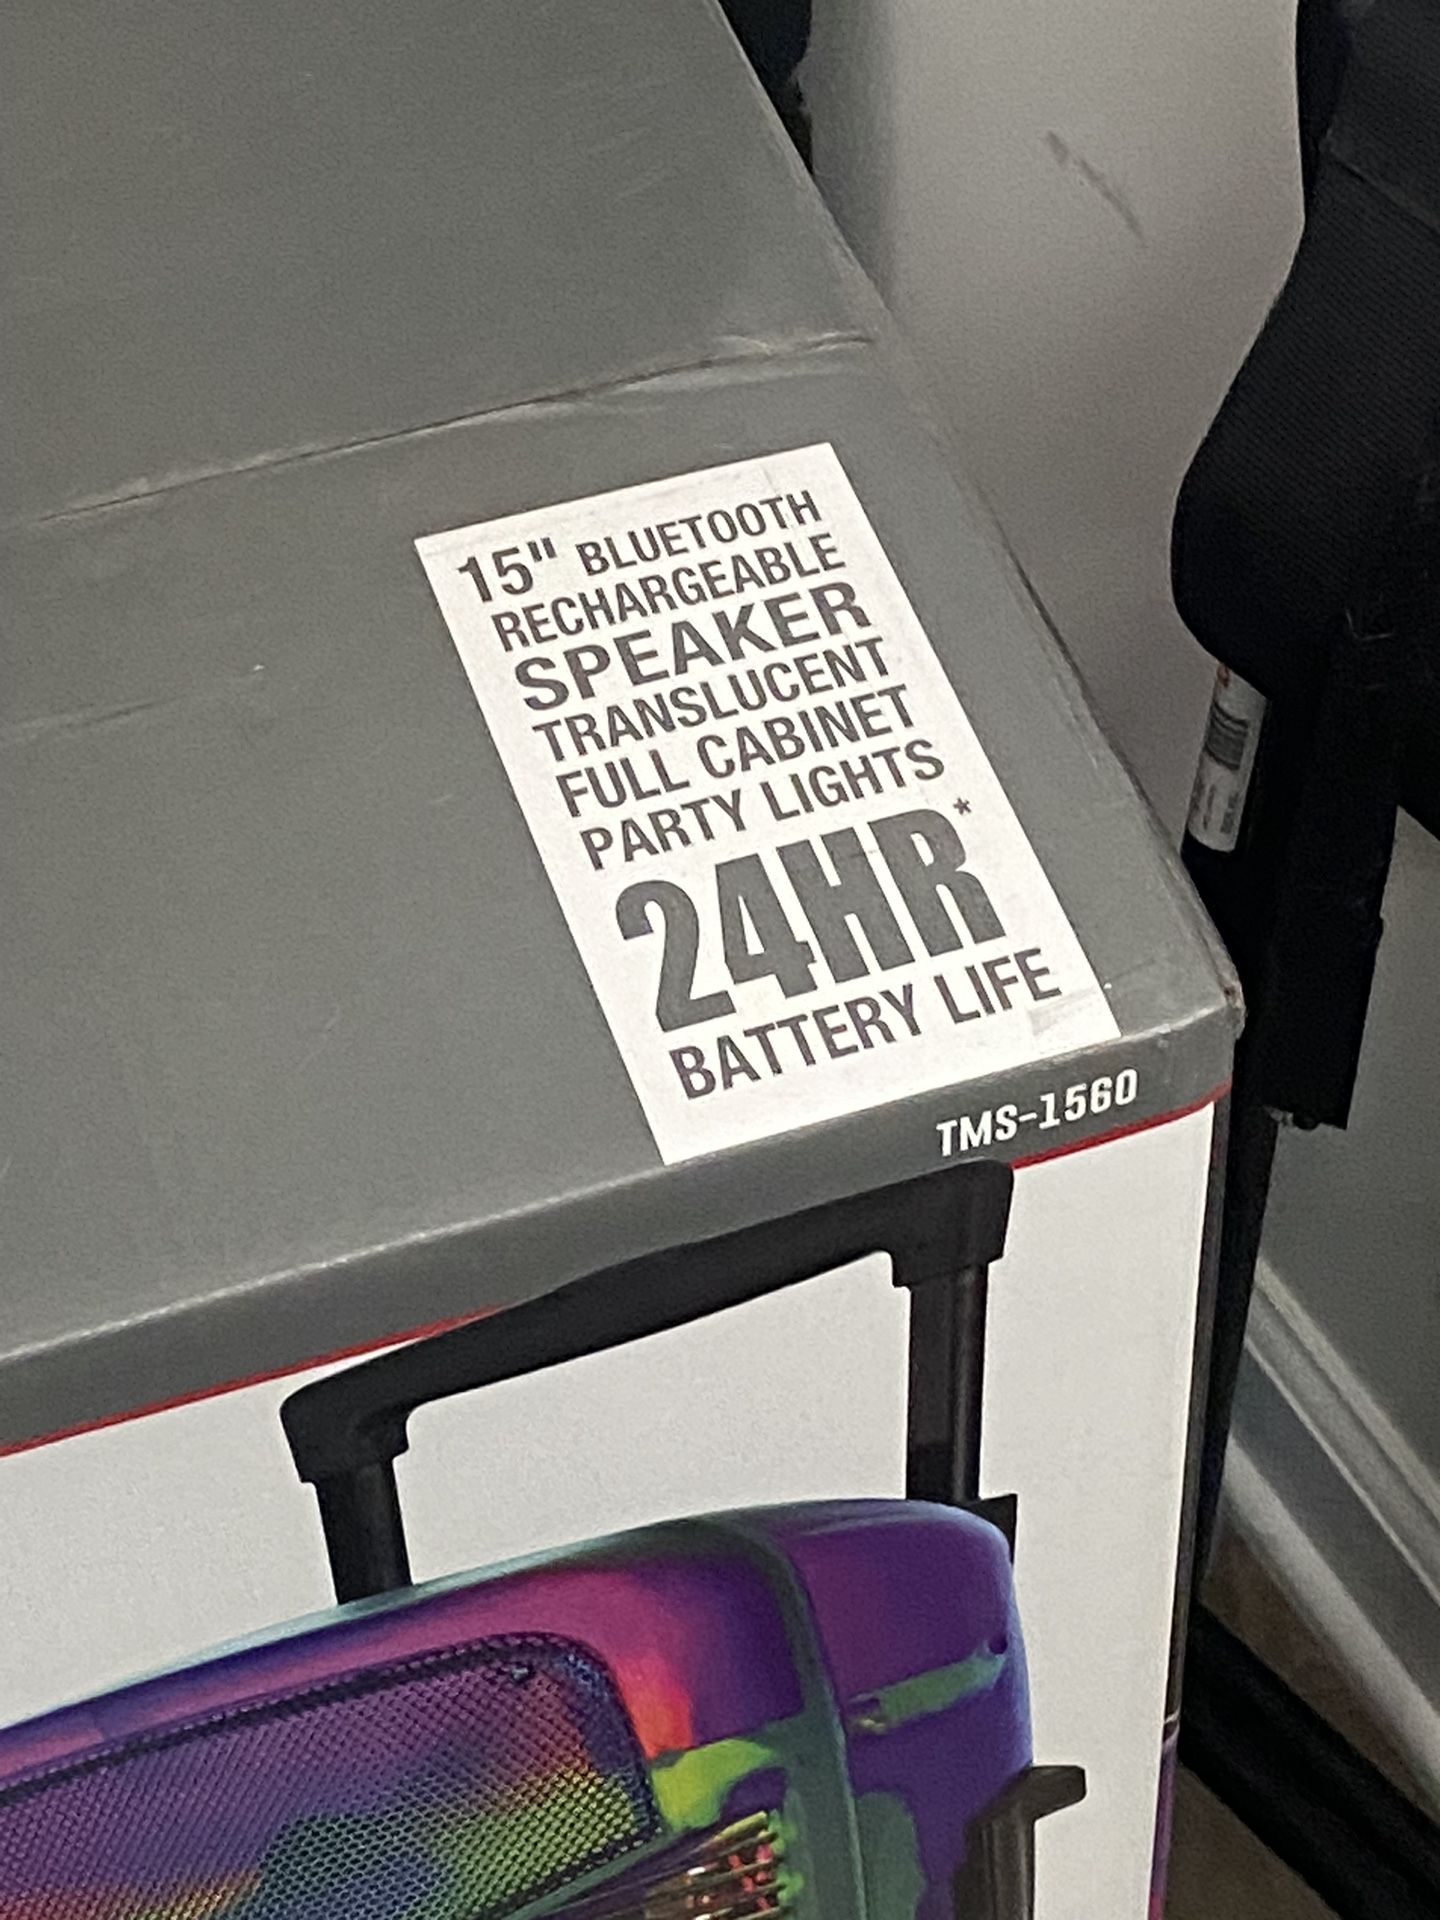 15" BLUETOOTH
RECHARGEABLE
SPEAKER
TRANSLUCENT
FULL CABINET
PARTY LIGHTS
24HR*
BATTERY LIFE
TMS-1560